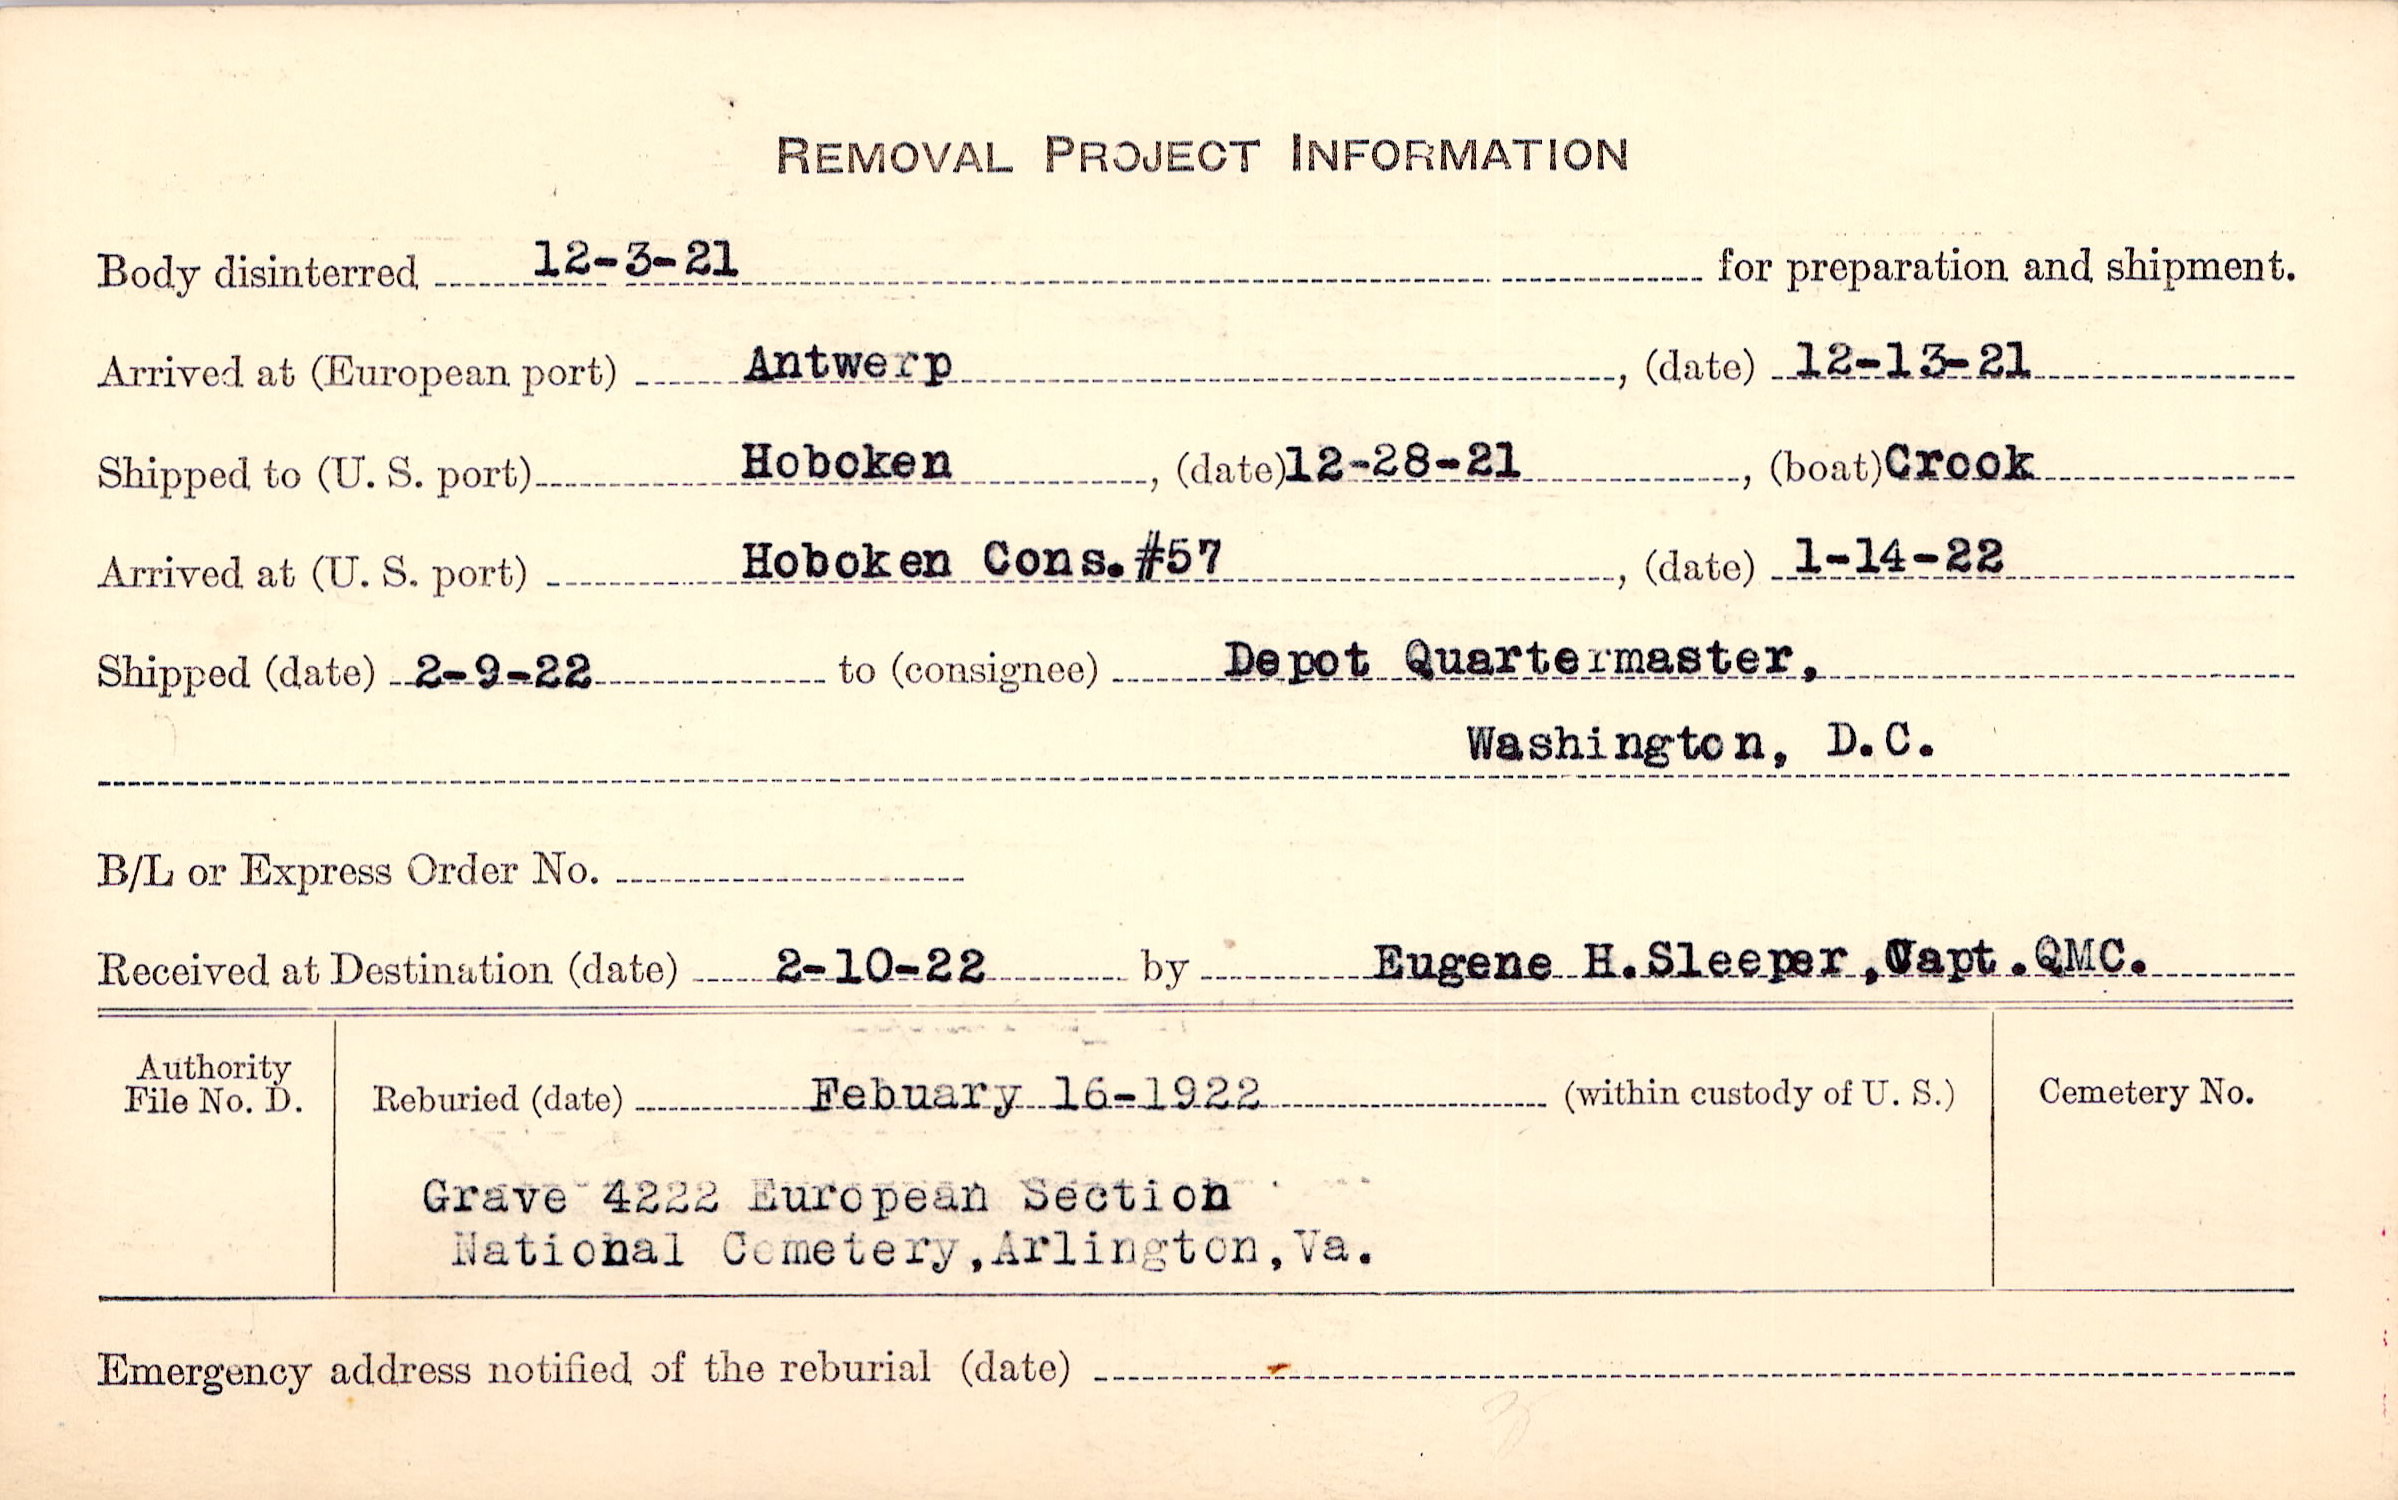 REMOVAL PROJECT INFORMATION
Body disinterred 12-3-21 for preparation and shipment.
Arrived at (European port) Antwerp, (date) 12-13-21
Shipped to (U. S. port) Hoboken, (date) 12-28-21, (boat) Crook
Arrived at (U. S. port) Hoboken Cons.#57, (date) 1-14-22
Shipped (date) 2-9-22 to (consignee) Depot Quartermaster,
Washington, D.C.
B/L or Express Order No.
Received at Destination (date) 2-10-22 by Eugene H.Sleeper,Capt.QMC.
Authority
File No. D.
Reburied (date) Febuary 16-1922 (within custody of U. S.)
Cemetery No.
Grave 4222 European Section
National Cemetery,Arlington,Va.
Emergency address notified of the reburial (date)